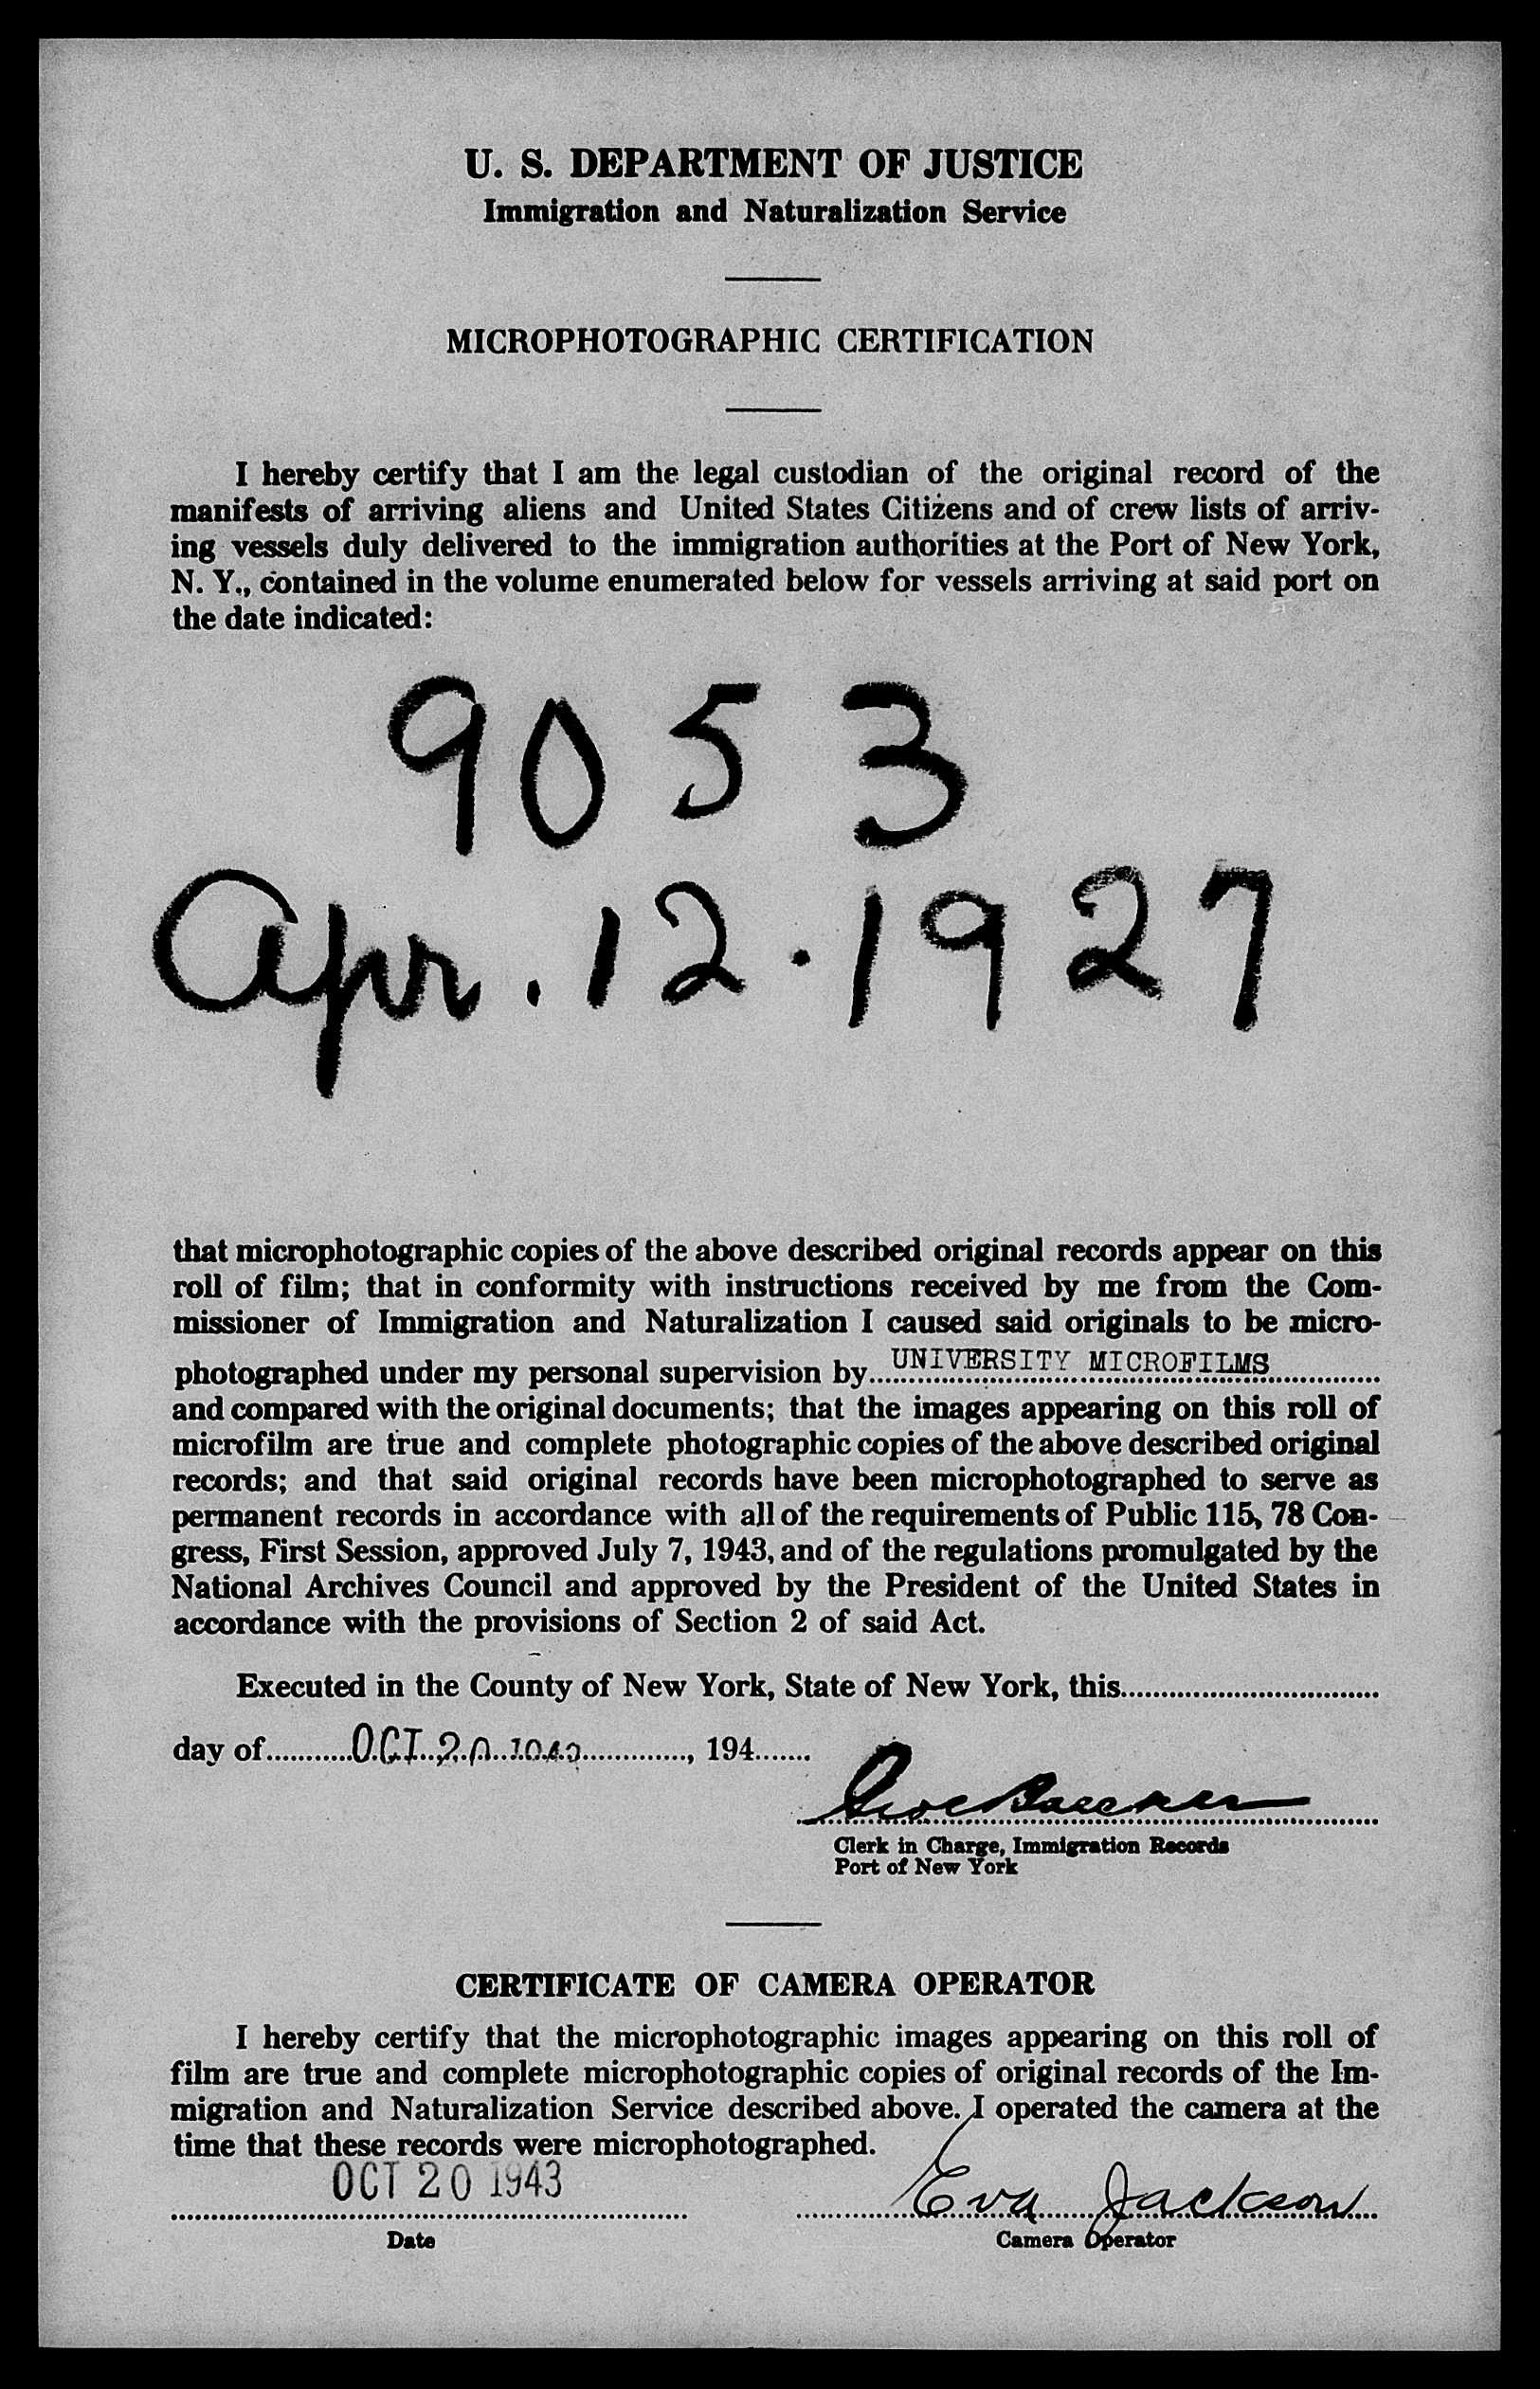 U. S. DEPARTMENT OF JUSTICE
Immigration and Naturalization Service
MICROPHOTOGRAPHIC CERTIFICATION
I hereby certify that I am the legal custodian of the original record of the
manifests of arriving aliens and United States Citizens and of crew lists of arriv-
ing vessels duly delivered to the immigration authorities at the Port of New York,
N. Y., contained in the volume enumerated below for vessels arriving at said port on
the date indicated:
9053
Apr. 12. 1927
that microphotographic copies of the above described original records appear on this
roll of film; that in conformity with instructions received by me from the Com-
missioner of Immigration and Naturalization I caused said originals to be micro-
photographed under my personal supervision by UNIVERSITY MICROFILMS
and compared with the original documents; that the images appearing on this roll of
microfilm are true and complete photographic copies of the above described original
records; and that said original records have been microphotographed to serve as
permanent records in accordance with all of the requirements of Public 115, 78 Con-
gress, First Session, approved July 7, 1943, and of the regulations promulgated by the
National Archives Council and approved by the President of the United States in
accordance with the provisions of Section 2 of said Act.
Executed in the County of New York, State of New York, this
day of OCT 20 1943, 194
Clerk in Charge, Immigration Records
Port of New York
CERTIFICATE OF CAMERA OPERATOR
I hereby certify that the microphotographic images appearing on this roll of
film are true and complete microphotographic copies of original records of the Im-
migration and Naturalization Service described above. I operated the camera at the
time that these records were microphotographed.
OCT 20 1943 Eva Jackson
Date Camera Operator